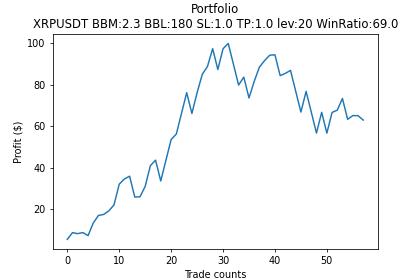 Portfolio
XRPUSDT BBM:2.3 BBL:180 SL:1.0 TP:1.0 lev:20 WinRatio:69.0
Profit ($)
100
80
60
40
20
0
10
20
30
40
50
Trade counts